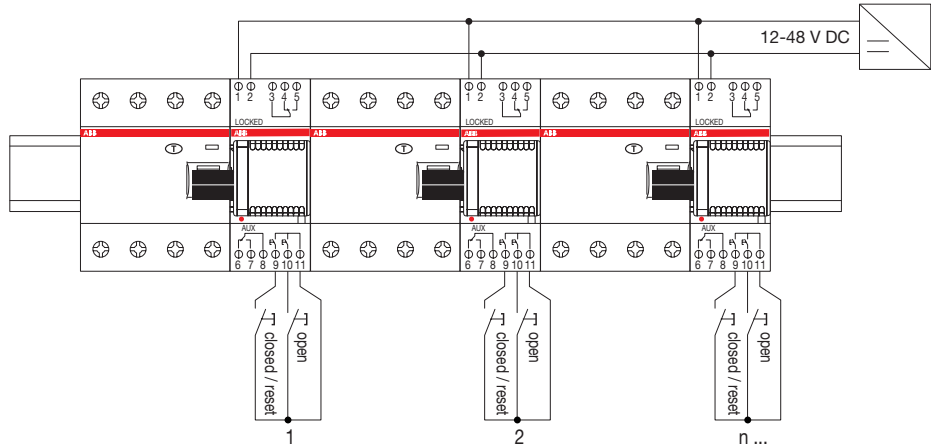 12-48 V DC
1 2 3 4 5 1 2 3 4 5 1 2 3 4 5
LOCKED LOCKED LOCKED
ABB ABB ABB ABB ABB ABB
T T T
AUX AUX AUX
6 7 8 9 10 11 6 7 8 9 10 11 6 7 8 9 10 11
closed / reset open closed / reset open closed / reset open
1 2 n ...